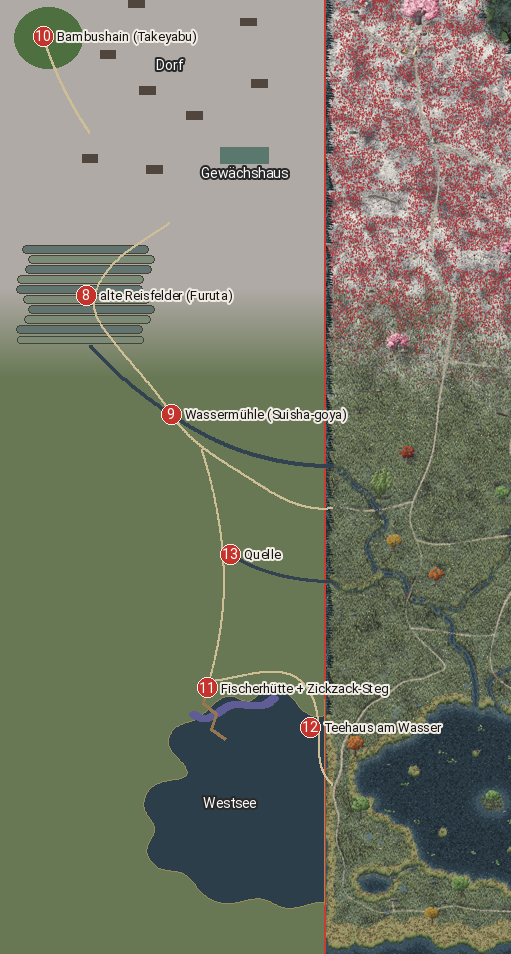 10 Bambushain (Takeyabu)
Dorf
Gewächshaus
8 alte Reisfelder (Furuta)
9 Wassermühle (Suisha-goya)
13 Quelle
11 Fischerhütte + Zickzack-Steg
12 Teehaus am Wasser
Westsee